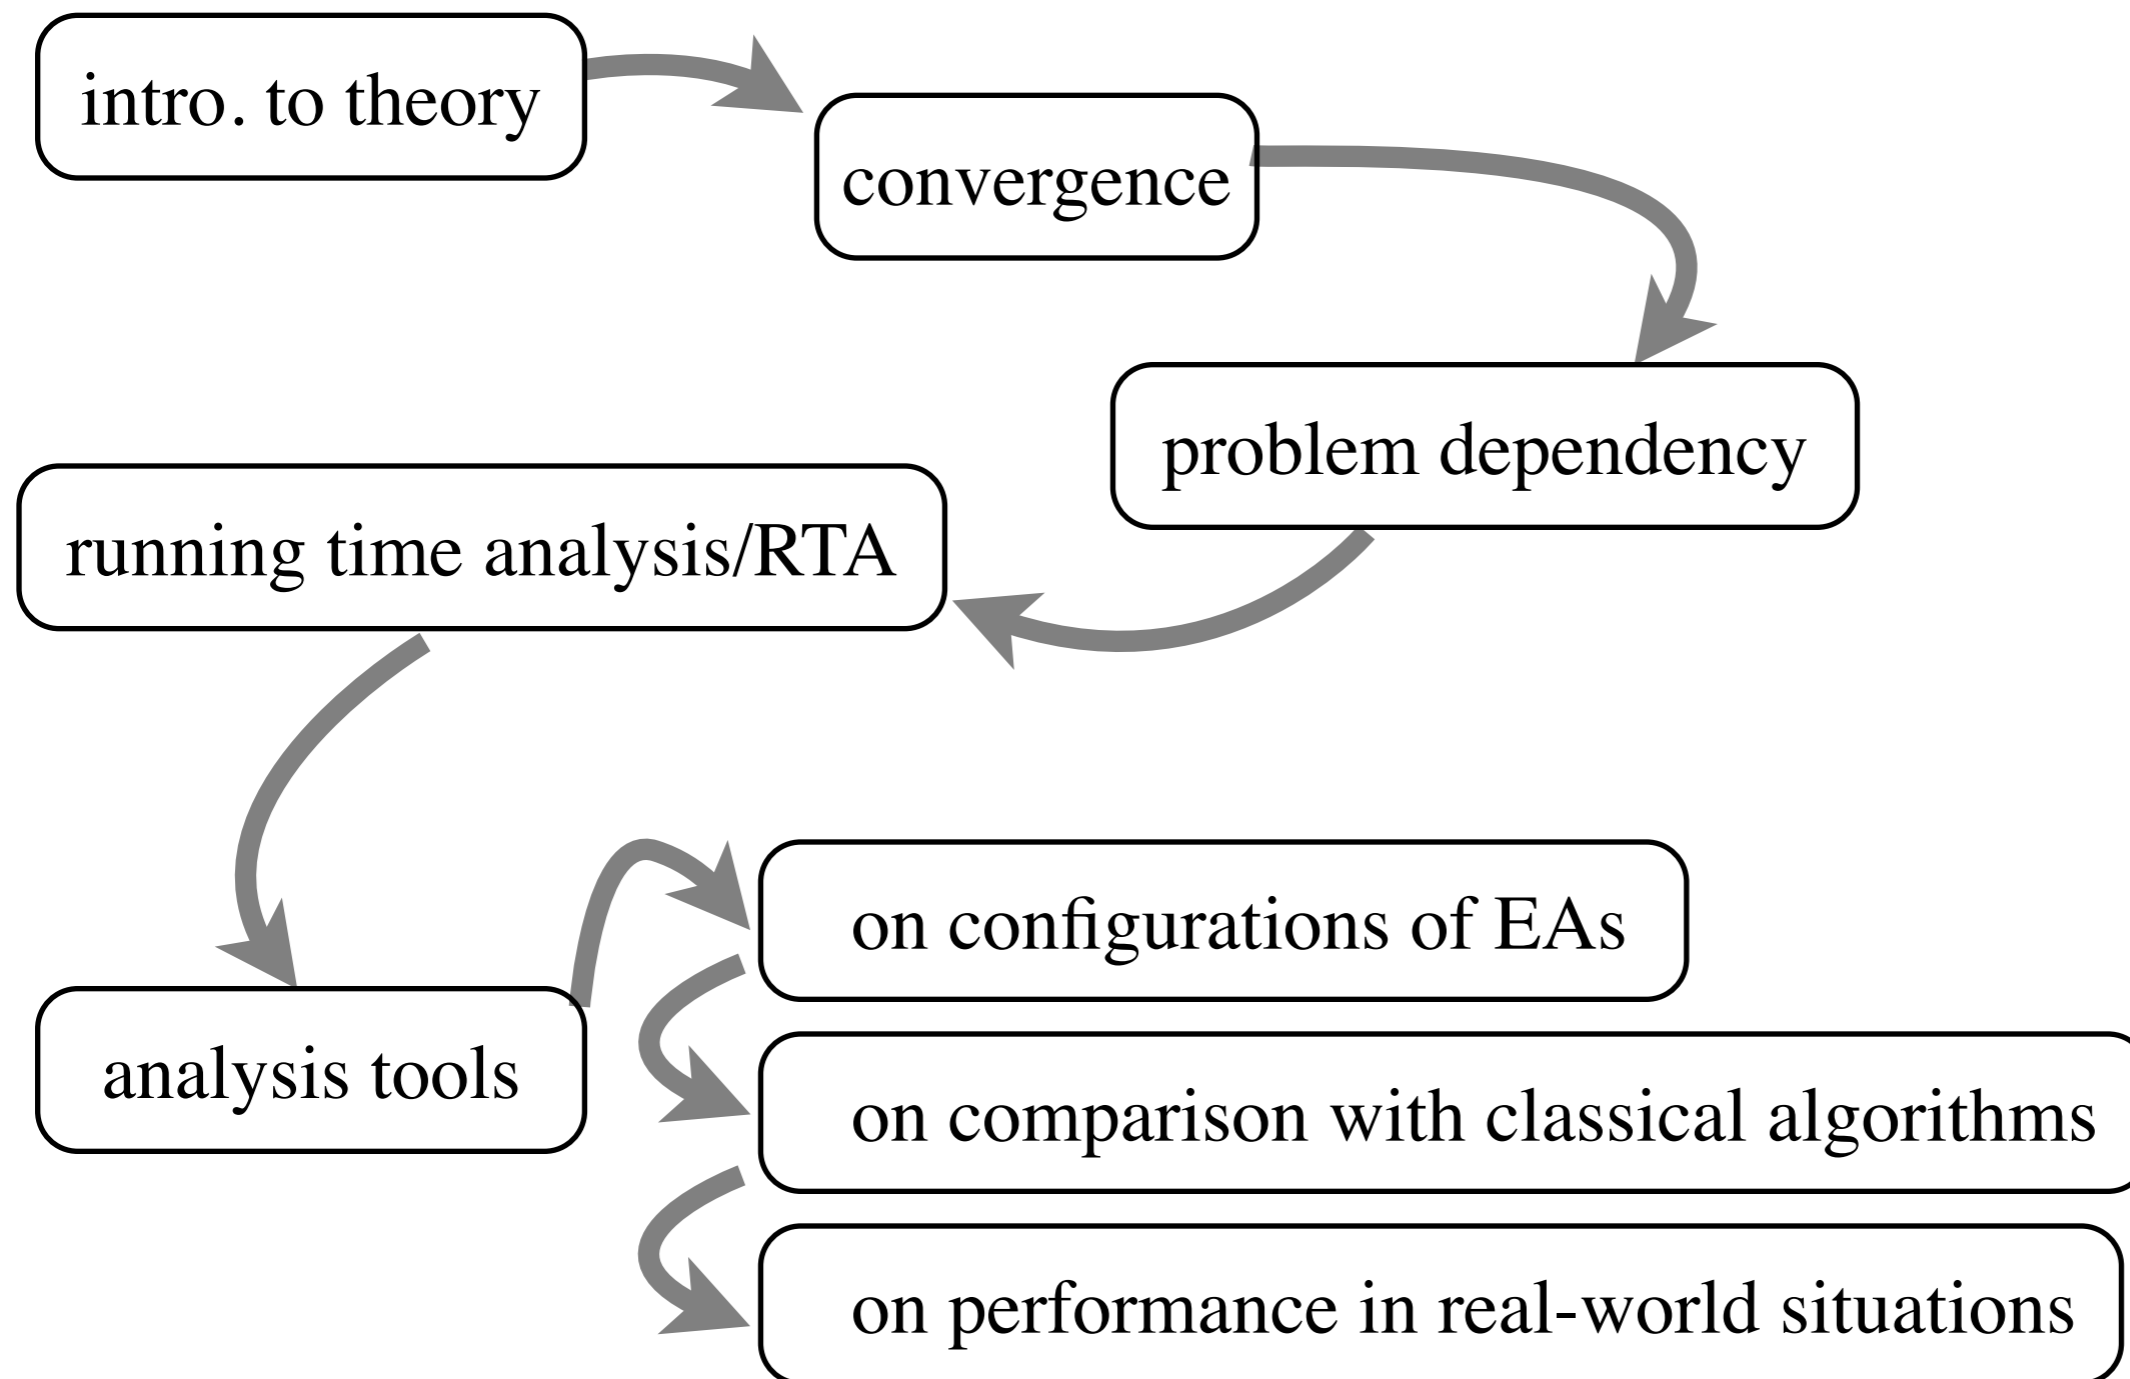 intro. to theory
convergence
problem dependency
running time analysis/RTA
analysis tools
on configurations of EAs
on comparison with classical algorithms
on performance in real-world situations